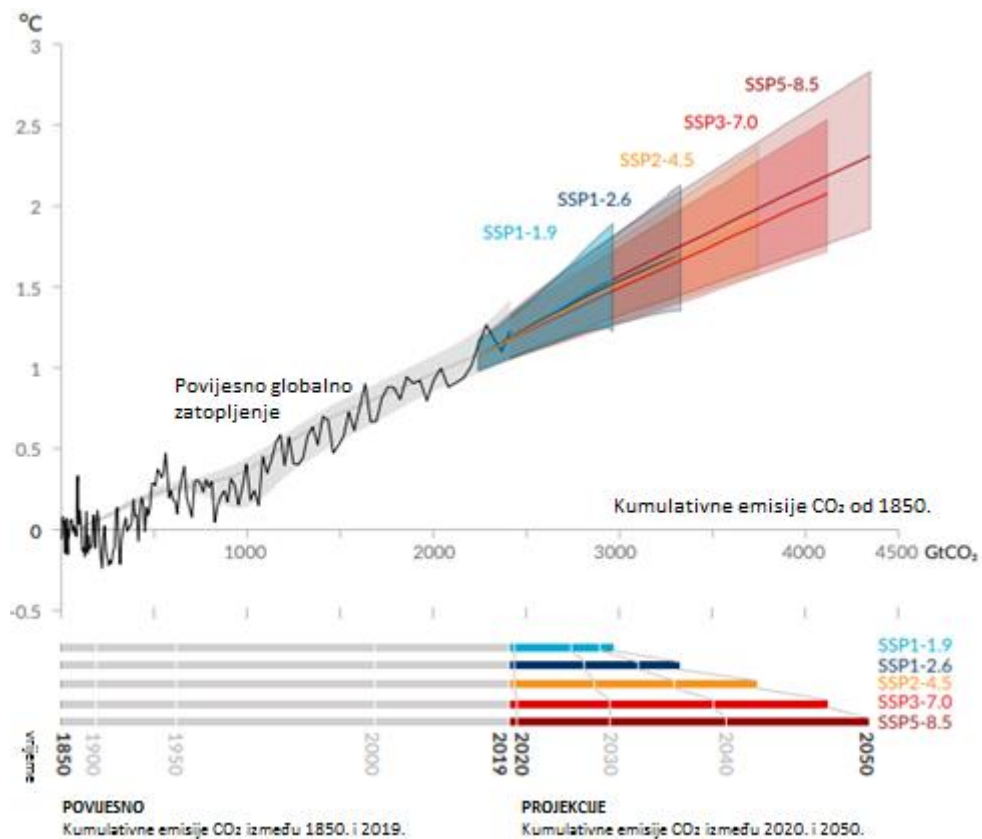 °C
3
SSP5-8.5
2.5
SSP3-7.0
SSP2-4.5
2
SSP1-2.6
SSP1-1.9
1.5
1
Povijesno globalno
zatopljenje
0.5
Kumulativne emisije CO₂ od 1850.
0
1000 2000 3000 4000 4500 GtCO₂
-0.5
SSP1-1.9
SSP1-2.6
SSP2-4.5
SSP3-7.0
SSP5-8.5
vrijeme
1850 1900 1950 2000 2019 2020 2030 2040 2050
POVIJESNO
Kumulativne emisije CO₂ između 1850. i 2019.
PROJEKCIJE
Kumulativne emisije CO₂ između 2020. i 2050.